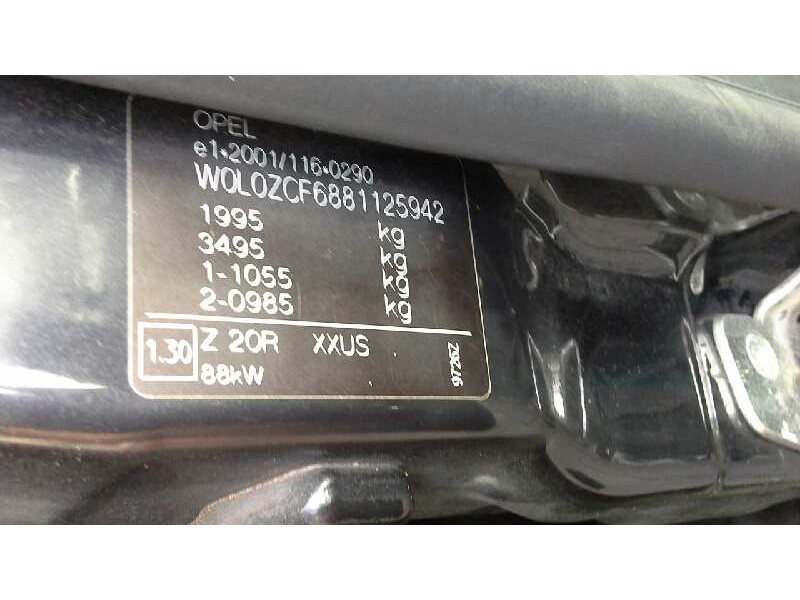 OPEL
e1*2001/116*0290
W0L0ZCF6881125942
1995 kg
3495 kg
1-1055 kg
2-0985 kg
1.30 Z 20R XXUS
88kW
9726Z